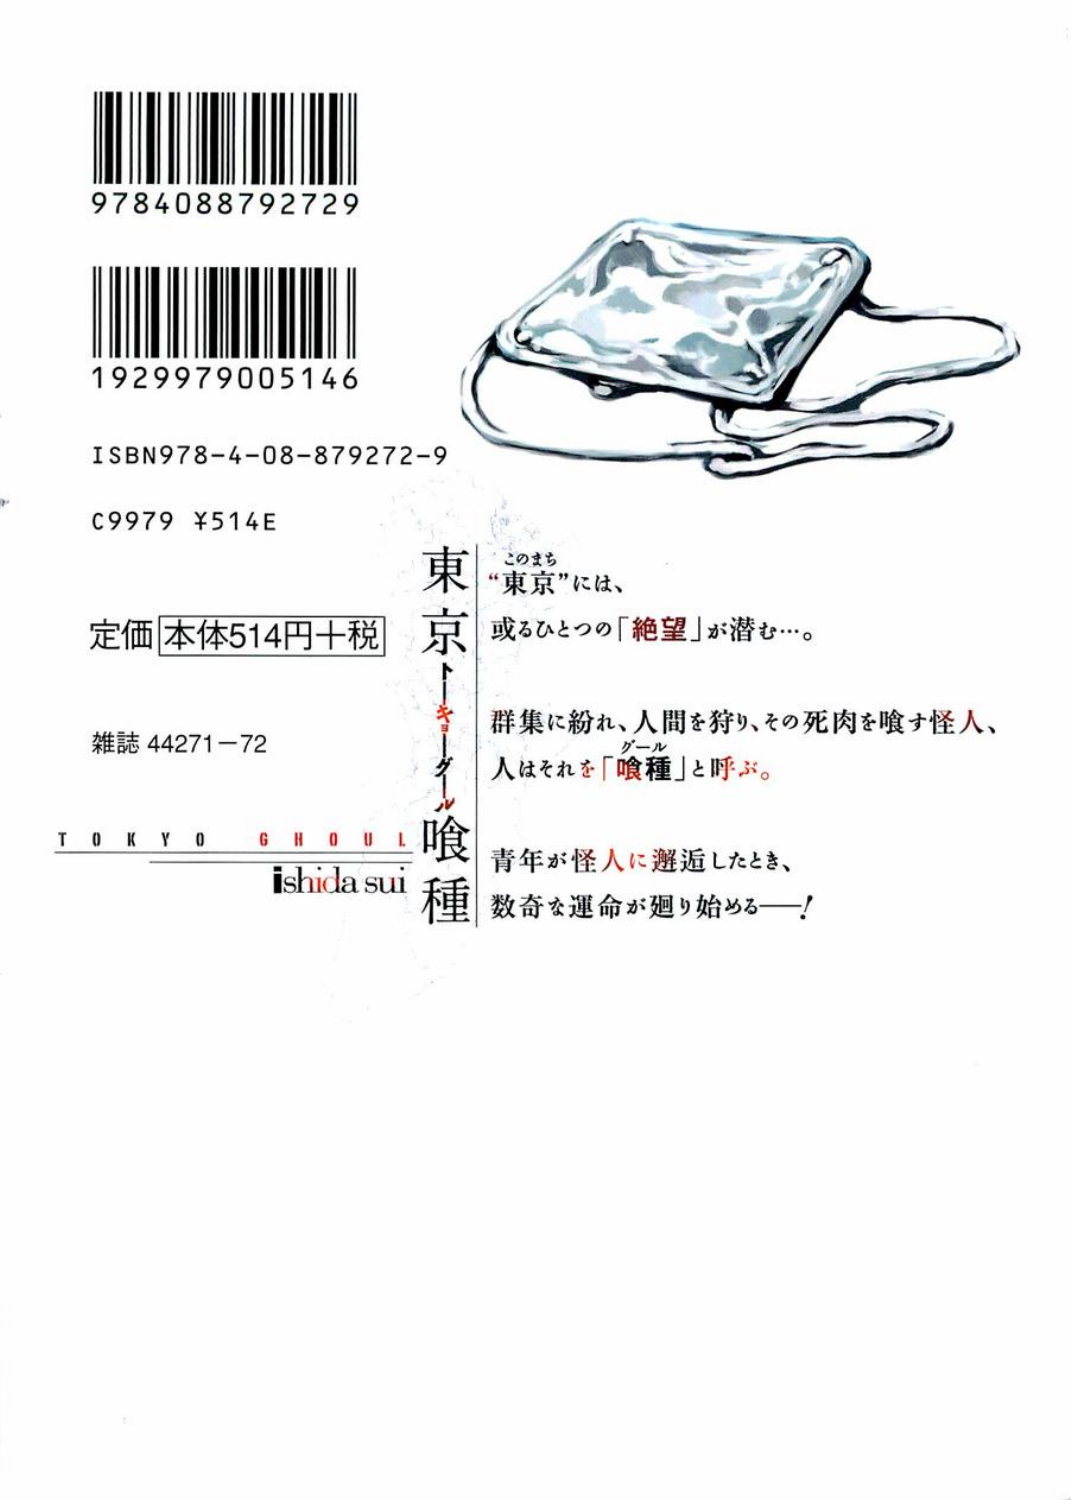 9784088792729
1929979005146
ISBN978-4-08-879272-9
C9979 ¥514E
定価 本体514円+税
雑誌 44271-72
TOKYO GHOUL
ishida sui
東京
トーキョーグール
喰種
このまち
“東京”には、
或るひとつの「絶望」が潜む…。
群集に紛れ、人間を狩り、その死肉を喰す怪人、
グール
人はそれを「喰種」と呼ぶ。
青年が怪人に邂逅したとき、
数奇な運命が廻り始める――!